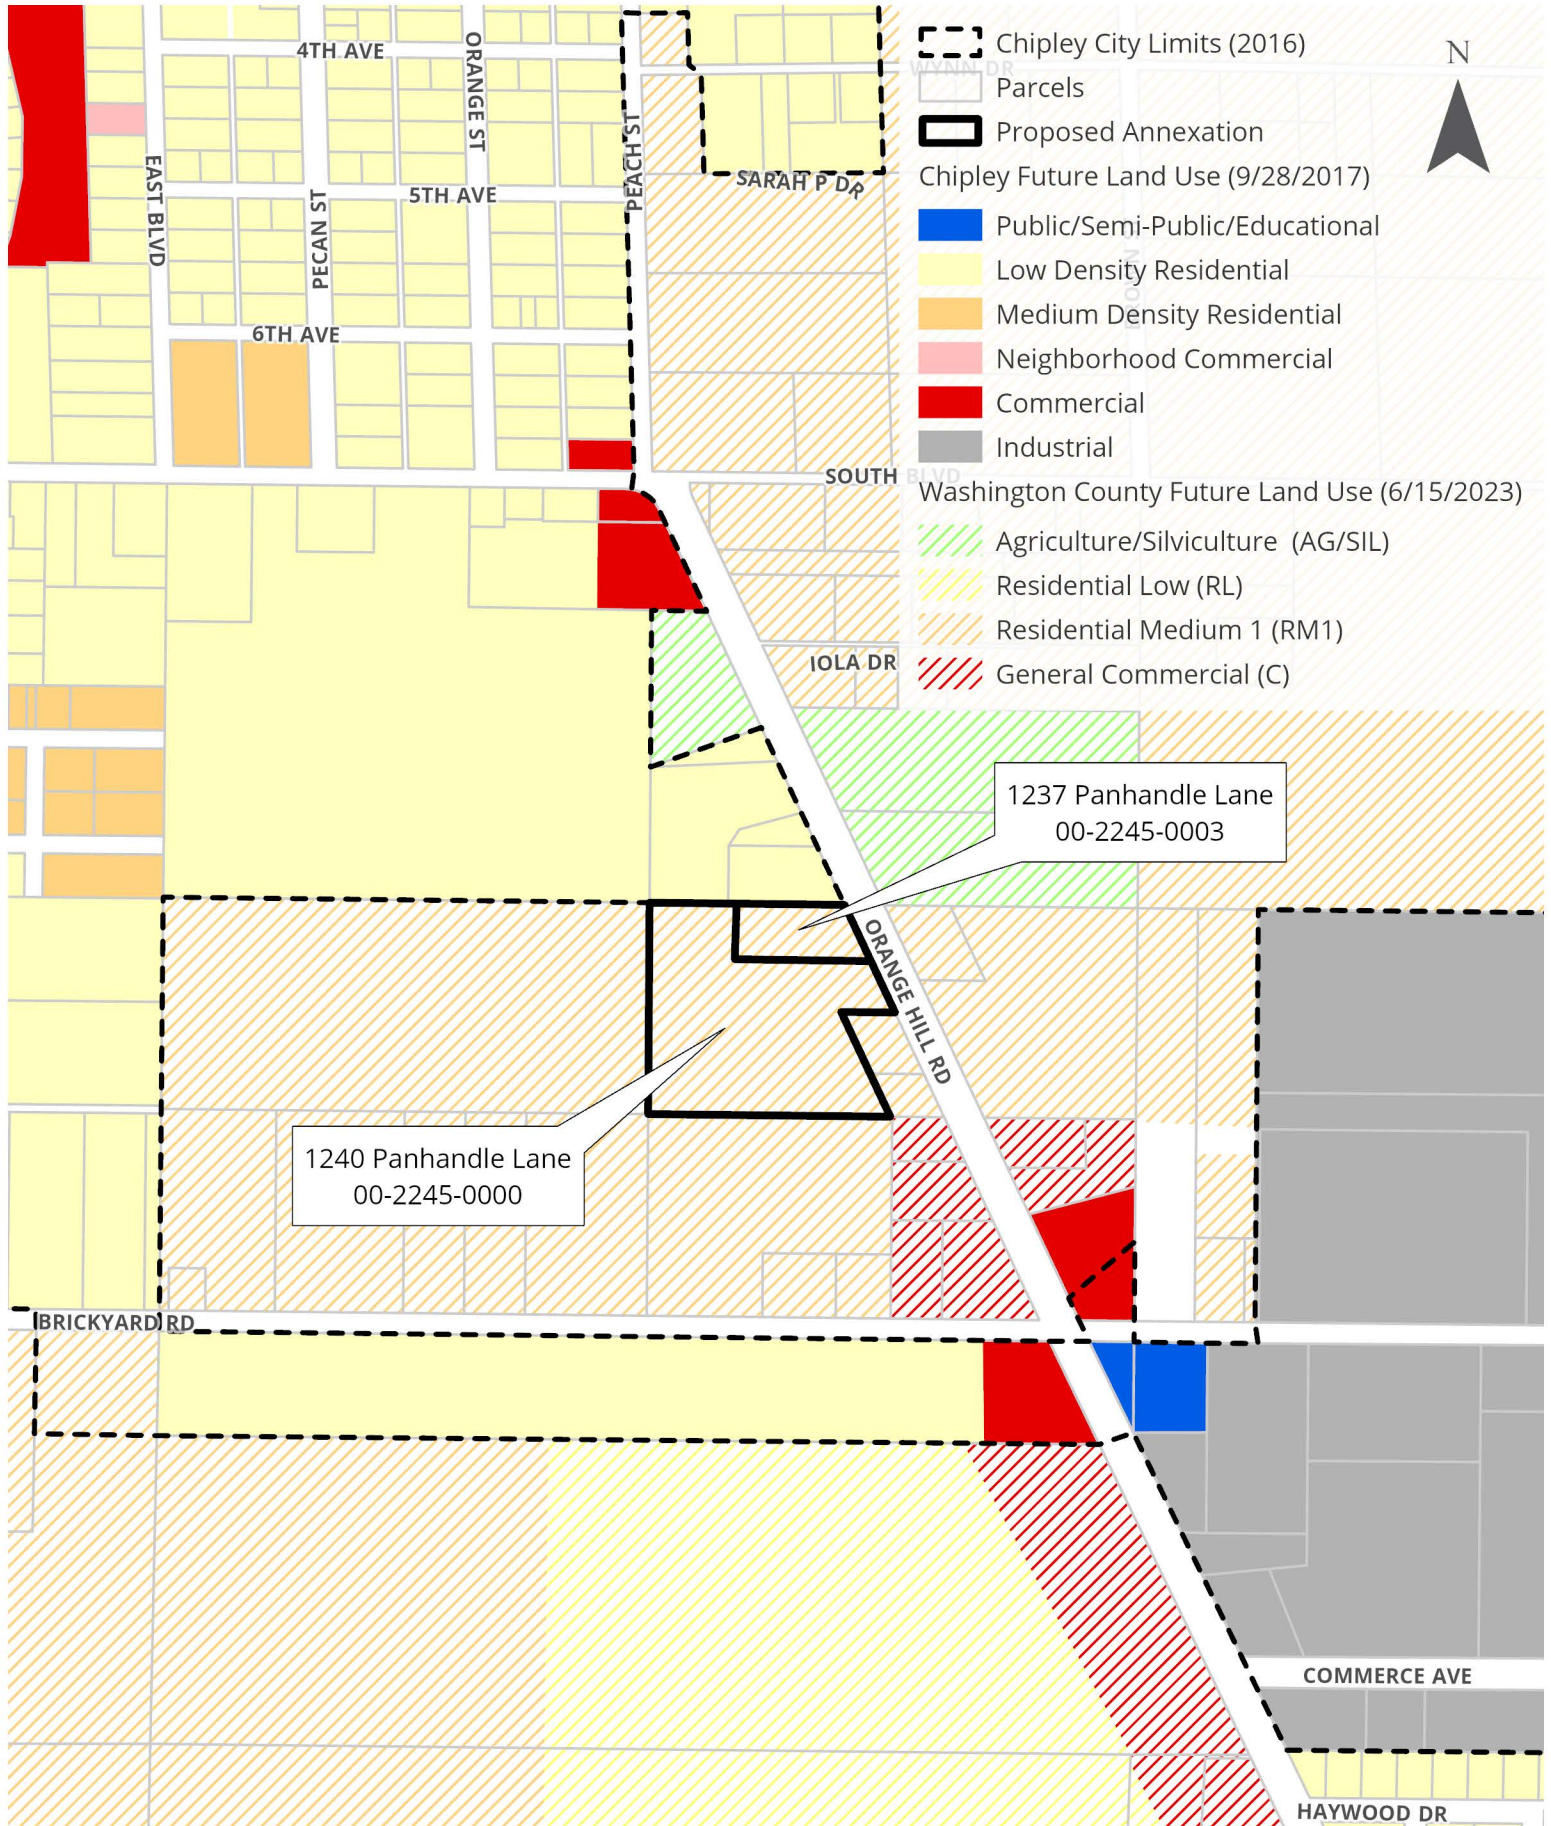 4TH AVE
ORANGE ST
PEACH ST
WYNN DR
EAST BLVD
PECAN ST
5TH AVE
SARAH P DR
6TH AVE
SOUTH BLVD
IOLA DR
Chipley City Limits (2016)
Parcels
Proposed Annexation
Chipley Future Land Use (9/28/2017)
Public/Semi-Public/Educational
Low Density Residential
Medium Density Residential
Neighborhood Commercial
Commercial
Industrial
Washington County Future Land Use (6/15/2023)
Agriculture/Silviculture (AG/SIL)
Residential Low (RL)
Residential Medium 1 (RM1)
General Commercial (C)
N
1237 Panhandle Lane
00-2245-0003
ORANGE HILL RD
1240 Panhandle Lane
00-2245-0000
BRICKYARD RD
COMMERCE AVE
HAYWOOD DR